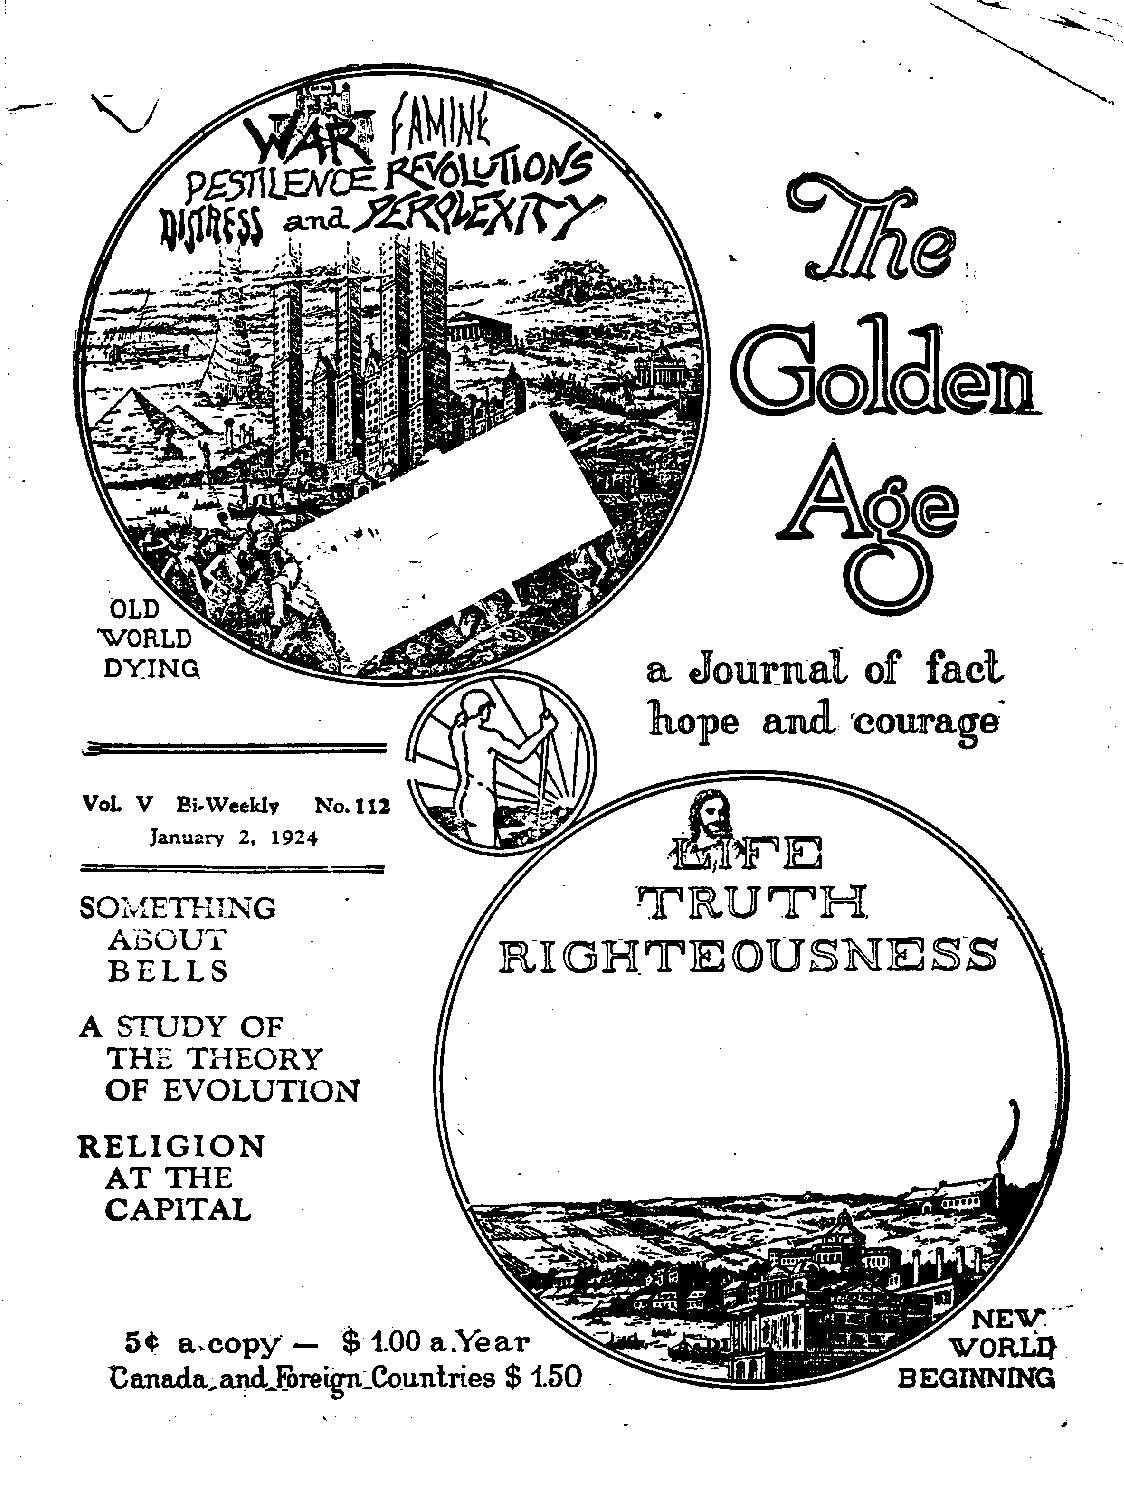 WAR FAMINE
PESTILENCE REVOLUTIONS
DISTRESS and PERPLEXITY
The
Golden
Age
OLD
WORLD
DYING
a Journal of fact
hope and courage
Vol. V Bi-Weekly No. 112
January 2, 1924
SOMETHING
ABOUT
BELLS
A STUDY OF
THE THEORY
OF EVOLUTION
RELIGION
AT THE
CAPITAL
LIFE
TRUTH
RIGHTEOUSNESS
5¢ a copy — $ 1.00 a Year
Canada and Foreign Countries $ 1.50
NEW
WORLD
BEGINNING